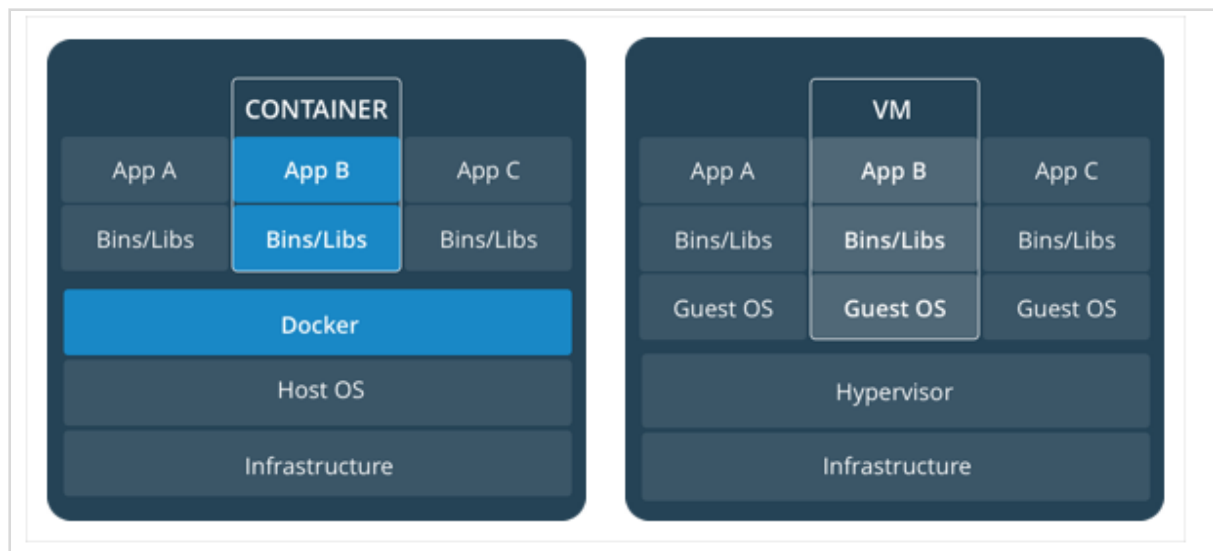 CONTAINER
App A App B App C
Bins/Libs Bins/Libs Bins/Libs
Docker
Host OS
Infrastructure
VM
App A App B App C
Bins/Libs Bins/Libs Bins/Libs
Guest OS Guest OS Guest OS
Hypervisor
Infrastructure